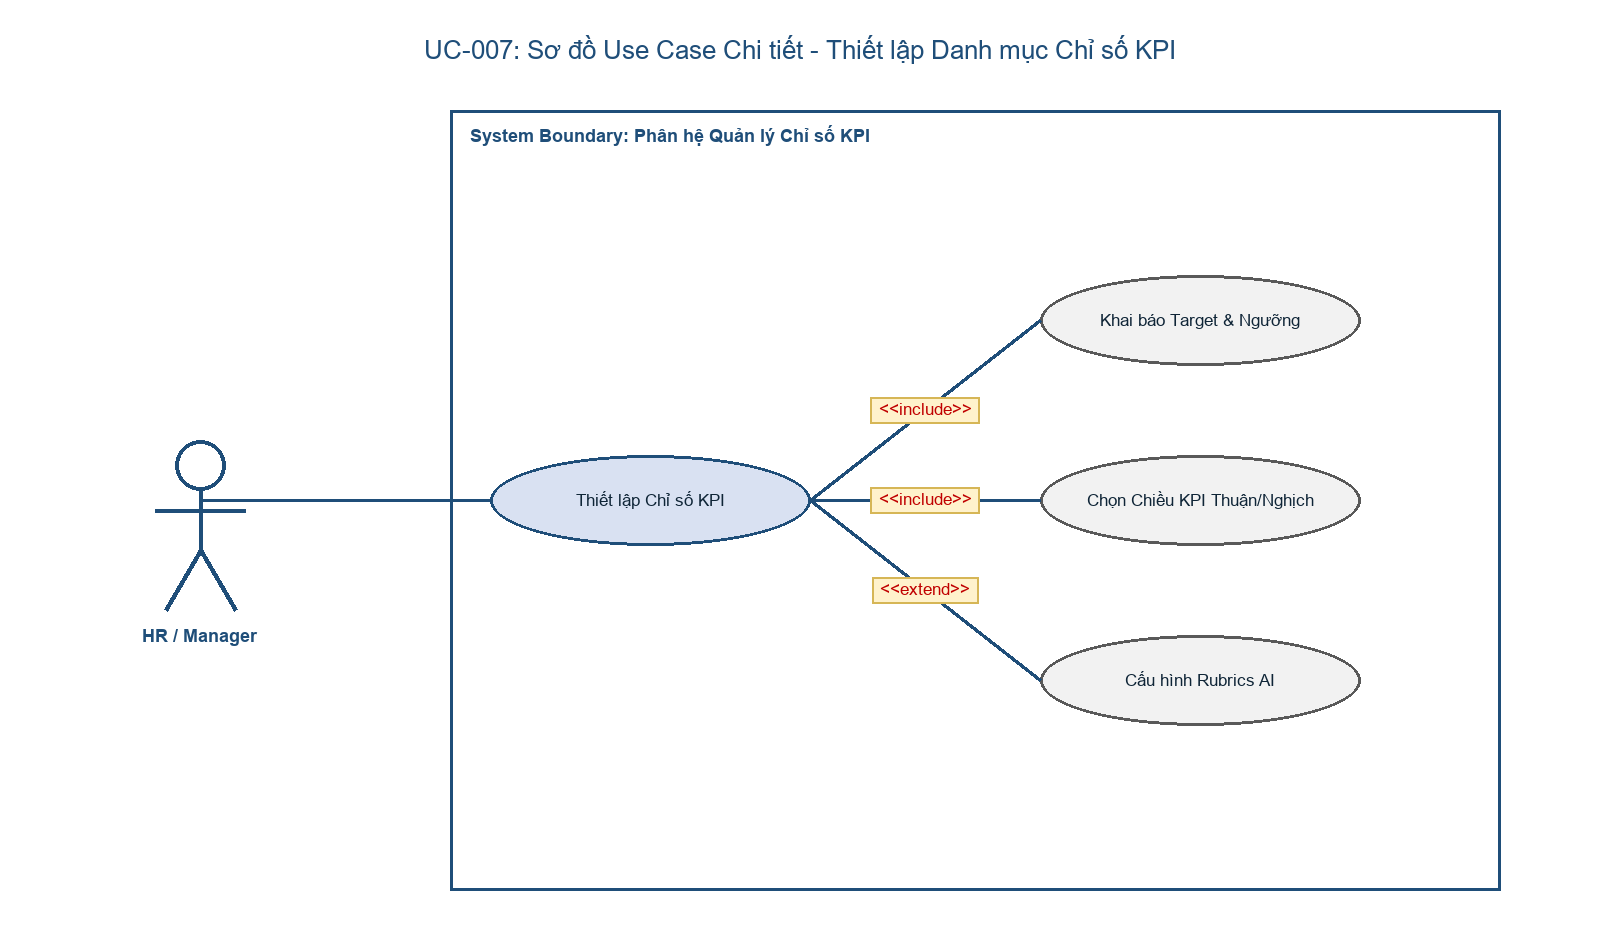 UC-007: Sơ đồ Use Case Chi tiết - Thiết lập Danh mục Chỉ số KPI
System Boundary: Phân hệ Quản lý Chỉ số KPI
Khai báo Target & Ngưỡng
<<include>>
Thiết lập Chỉ số KPI
<<include>>
Chọn Chiều KPI Thuận/Nghịch
<<extend>>
HR / Manager
Cấu hình Rubrics AI